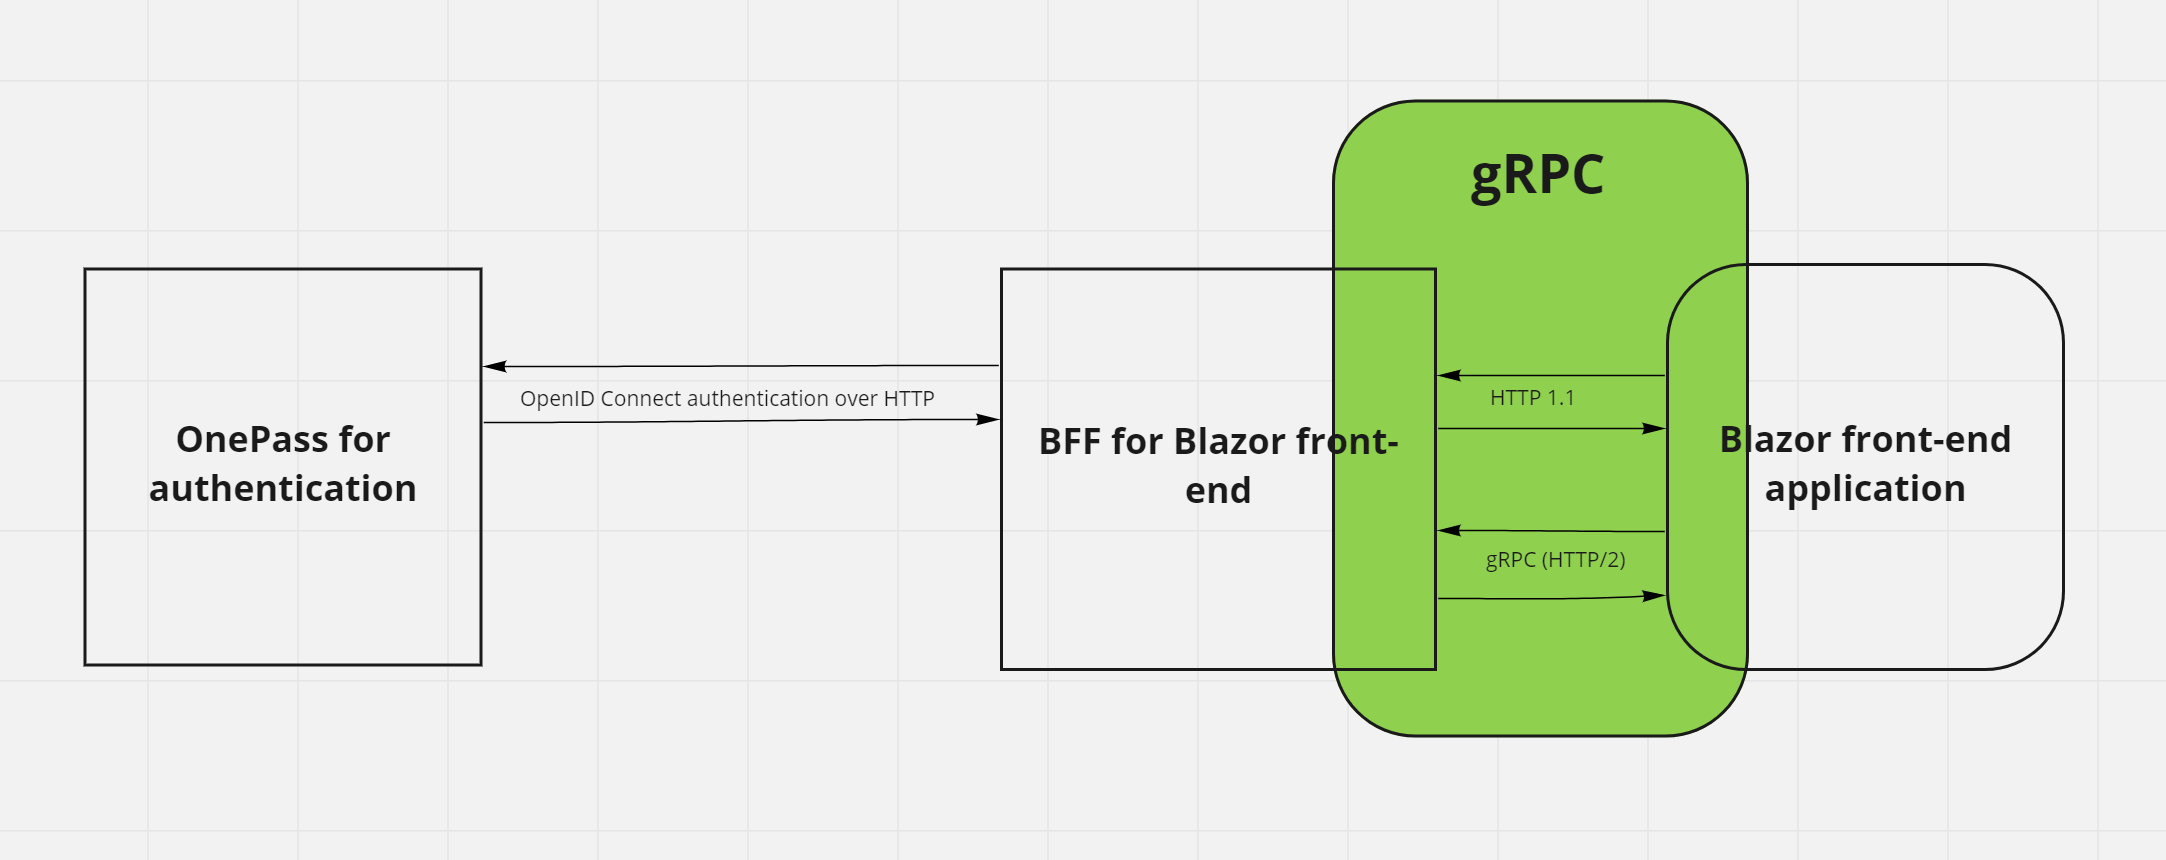 gRPC
OpenID Connect authentication over HTTP
HTTP 1.1
OnePass for
authentication
BFF for Blazor front-
end
Blazor front-end
application
gRPC (HTTP/2)